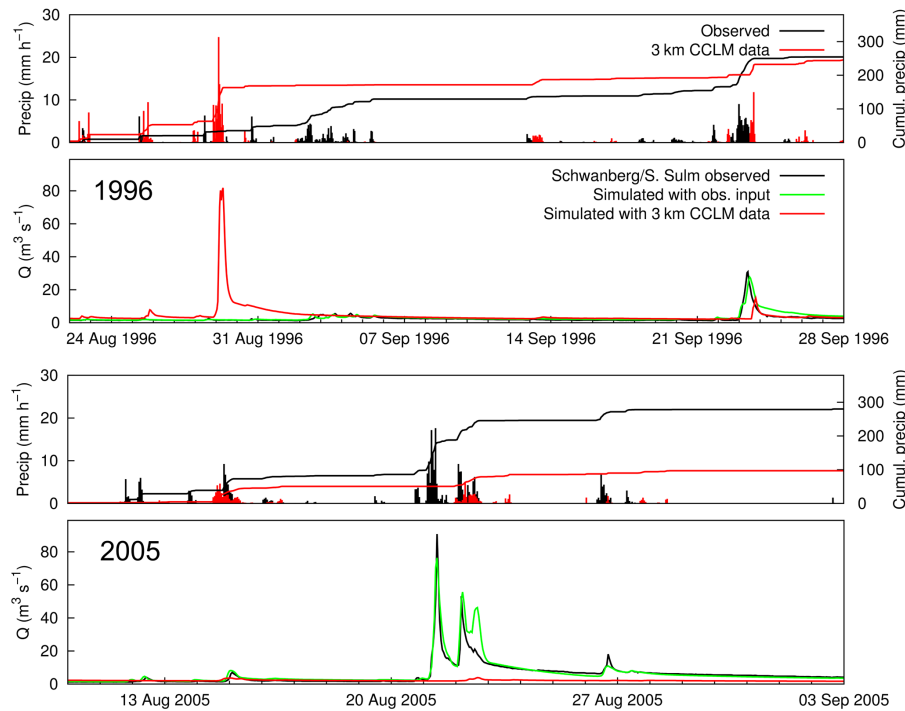 30
20
10
0
Precip (mm h⁻¹)
Observed
3 km CCLM data
300
200
100
0
Cumul. precip (mm)
1996
Schwanberg/S. Sulm observed
Simulated with obs. input
Simulated with 3 km CCLM data
80
60
40
20
0
Q (m³ s⁻¹)
24 Aug 1996 31 Aug 1996 07 Sep 1996 14 Sep 1996 21 Sep 1996 28 Sep 1996
30
20
10
0
Precip (mm h⁻¹)
300
200
100
0
Cumul. precip (mm)
2005
80
60
40
20
0
Q (m³ s⁻¹)
13 Aug 2005 20 Aug 2005 27 Aug 2005 03 Sep 2005